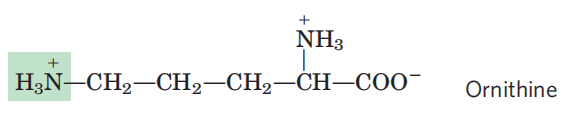 +
NH₃
+
H₃N—CH₂—CH₂—CH₂—CH—COO⁻
Ornithine